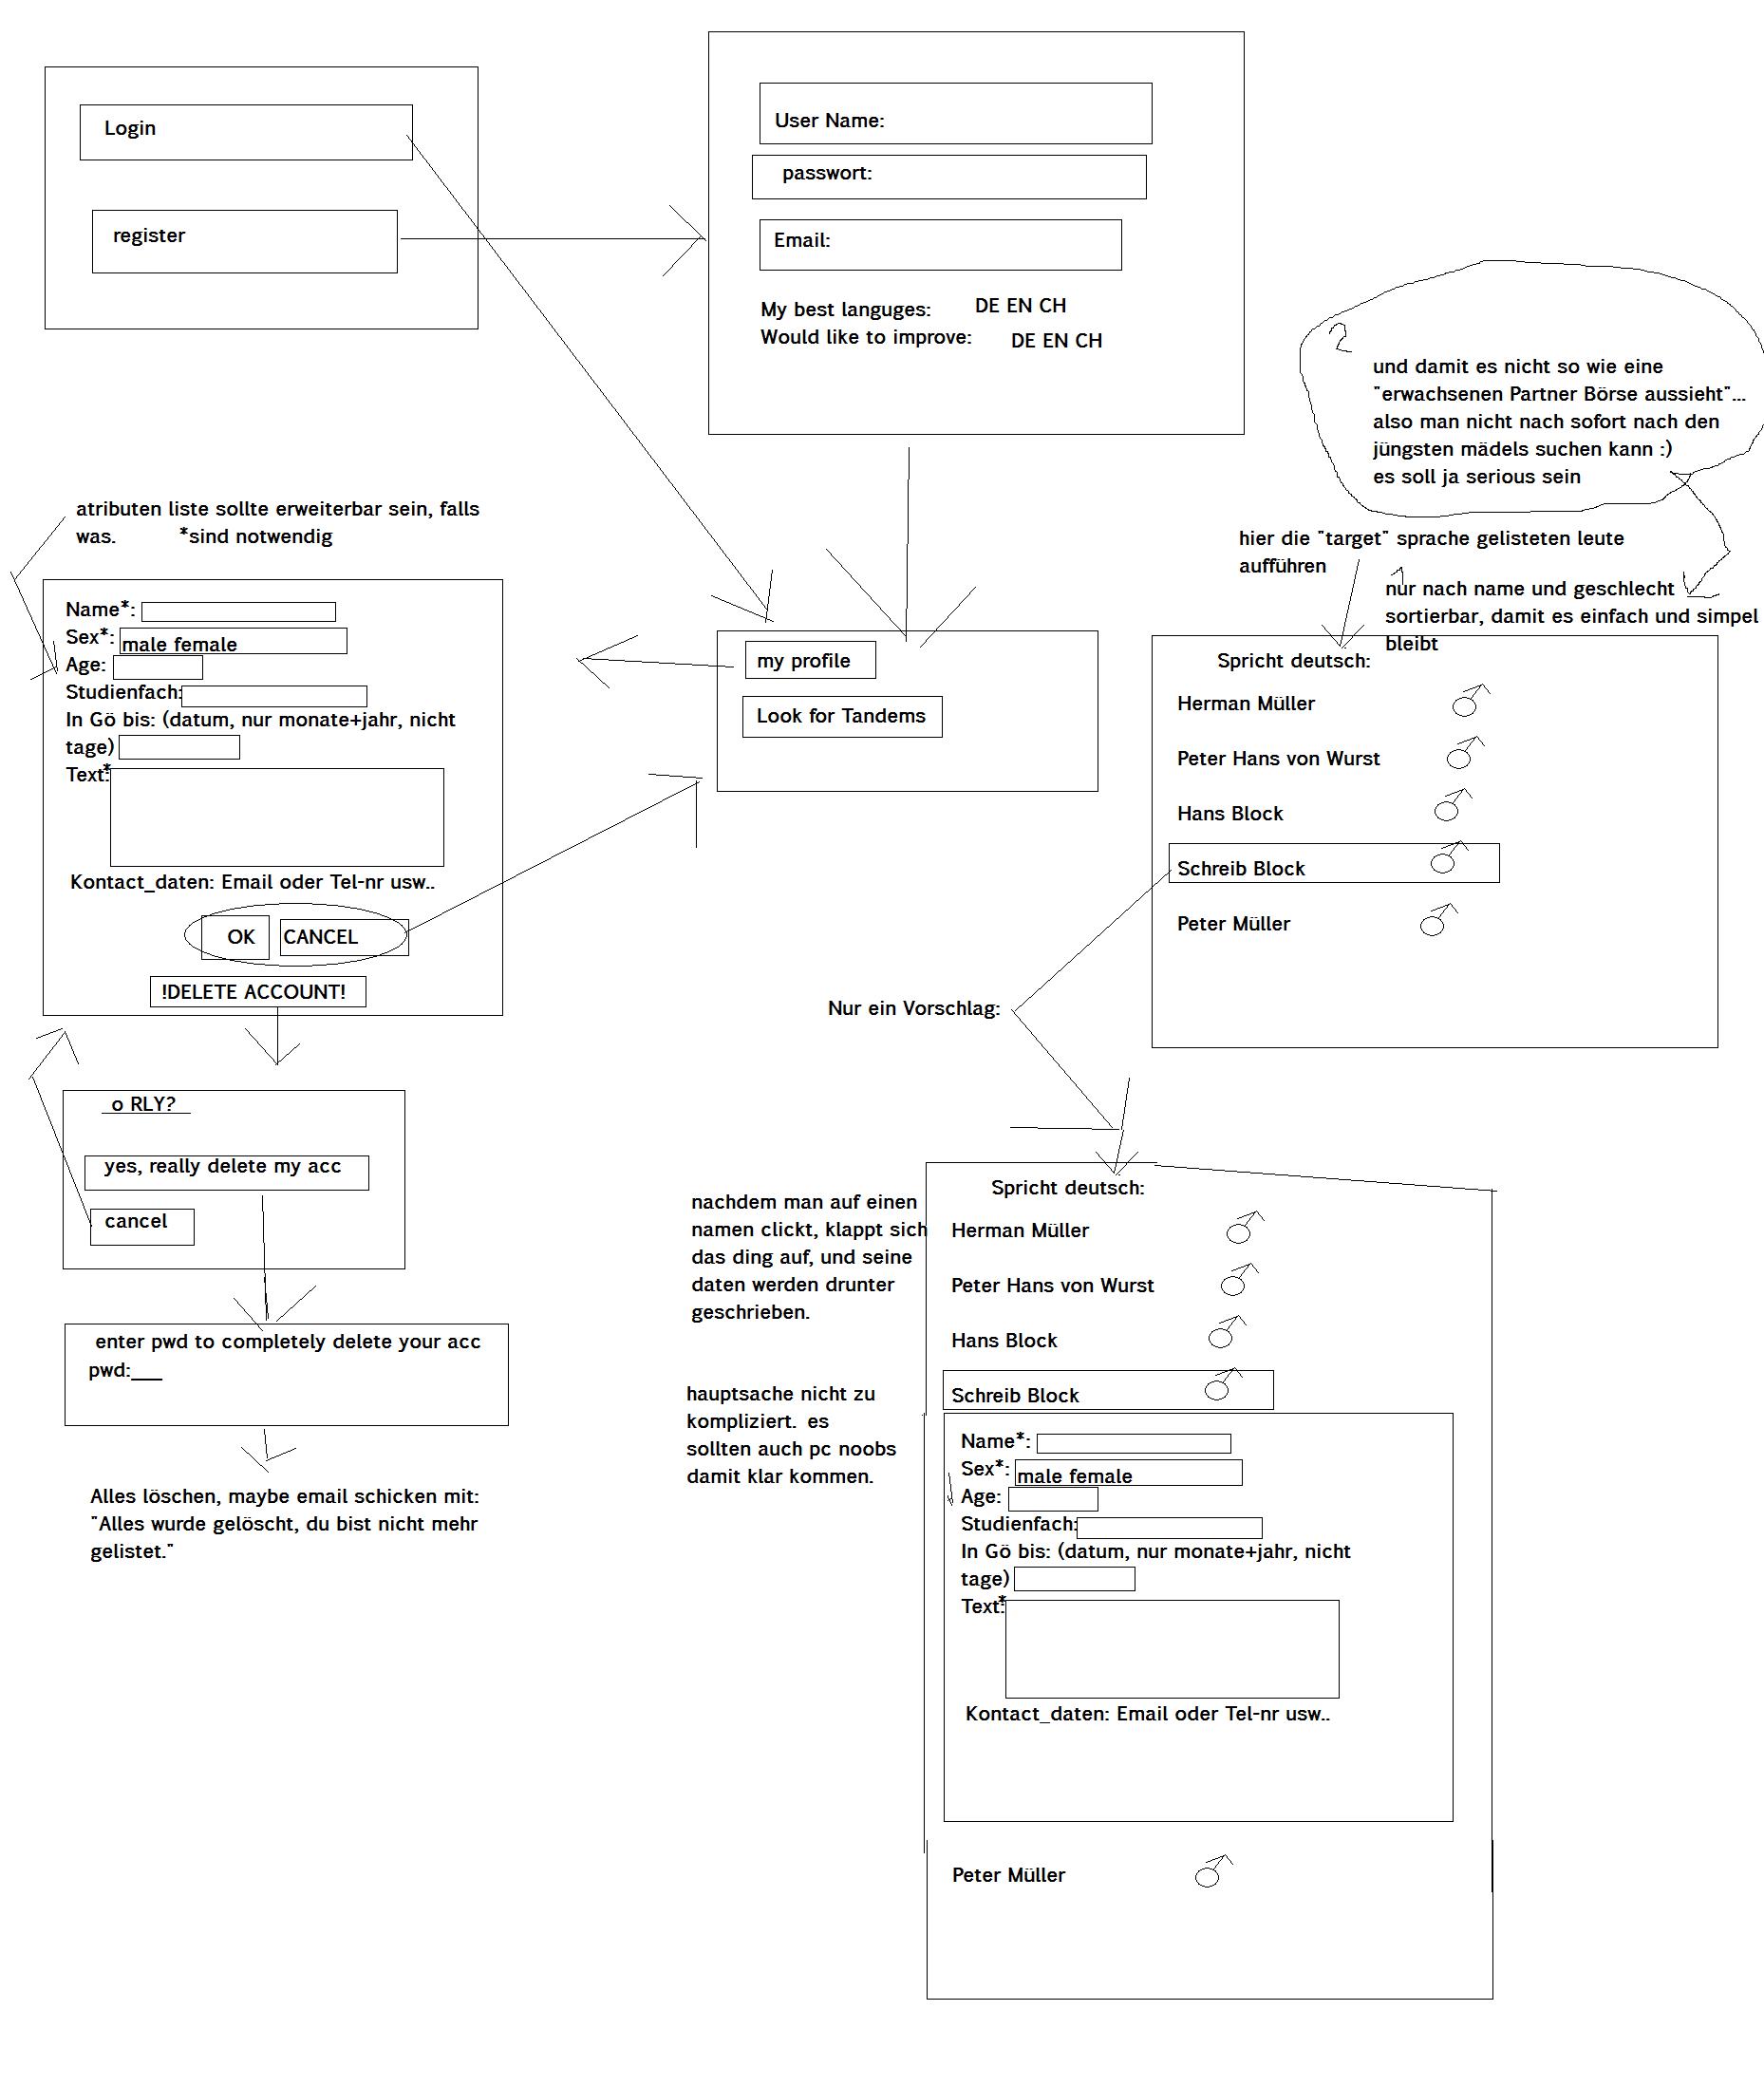 Login
register
User Name:
passwort:
Email:
My best languges: DE EN CH
Would like to improve: DE EN CH
2
und damit es nicht so wie eine
"erwachsenen Partner Börse aussieht"...
also man nicht nach sofort nach den
jüngsten mädels suchen kann :)
es soll ja serious sein
hier die "target" sprache gelisteten leute
aufführen
1
nur nach name und geschlecht
sortierbar, damit es einfach und simpel
bleibt
atributen liste sollte erweiterbar sein, falls
was. *sind notwendig
Name*:
Sex*: male female
Age:
Studienfach:
In Gö bis: (datum, nur monate+jahr, nicht
tage)
Text*:
Kontact_daten: Email oder Tel-nr usw..
OK CANCEL
!DELETE ACCOUNT!
my profile
Look for Tandems
Spricht deutsch:
Herman Müller ♂
Peter Hans von Wurst ♂
Hans Block ♂
Schreib Block ♂
Peter Müller ♂
Nur ein Vorschlag:
o RLY?
yes, really delete my acc
cancel
enter pwd to completely delete your acc
pwd:___
Alles löschen, maybe email schicken mit:
"Alles wurde gelöscht, du bist nicht mehr
gelistet."
nachdem man auf einen
namen clickt, klappt sich
das ding auf, und seine
daten werden drunter
geschrieben.
hauptsache nicht zu
kompliziert. es
sollten auch pc noobs
damit klar kommen.
Spricht deutsch:
Herman Müller ♂
Peter Hans von Wurst ♂
Hans Block ♂
Schreib Block ♂
Name*:
Sex*: male female
Age:
Studienfach:
In Gö bis: (datum, nur monate+jahr, nicht
tage)
Text*:
Kontact_daten: Email oder Tel-nr usw..
Peter Müller ♂